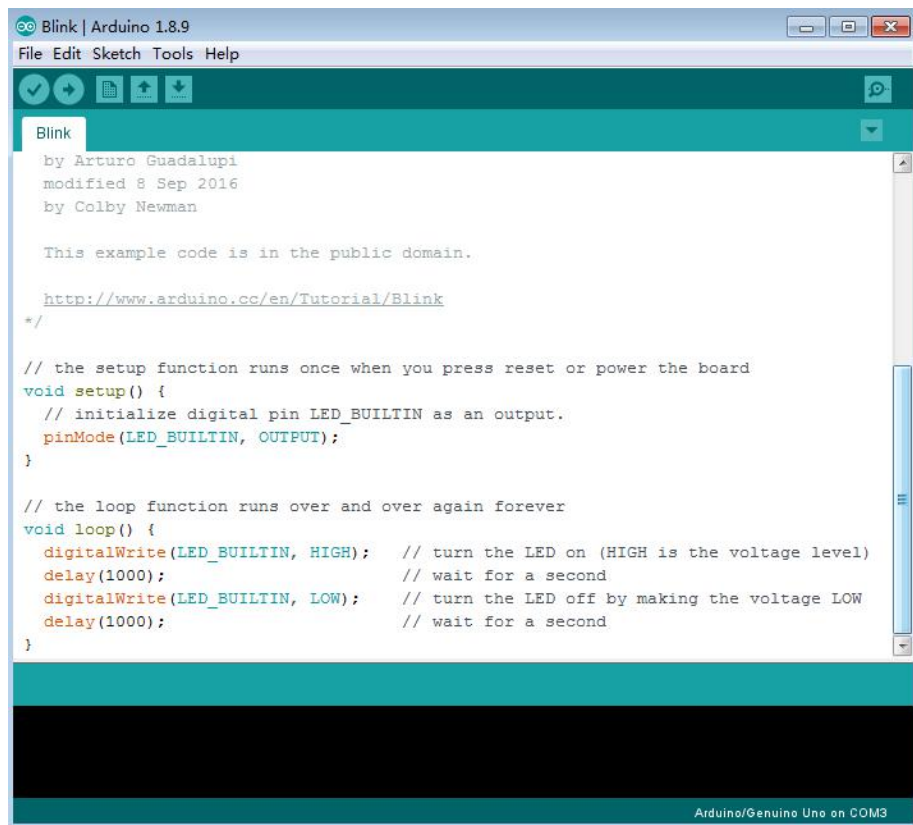 Blink | Arduino 1.8.9
File Edit Sketch Tools Help
Blink
by Arturo Guadalupi
modified 8 Sep 2016
by Colby Newman
This example code is in the public domain.
http://www.arduino.cc/en/Tutorial/Blink
*/
// the setup function runs once when you press reset or power the board
void setup() {
  // initialize digital pin LED_BUILTIN as an output.
  pinMode(LED_BUILTIN, OUTPUT);
}
// the loop function runs over and over again forever
void loop() {
  digitalWrite(LED_BUILTIN, HIGH);   // turn the LED on (HIGH is the voltage level)
  delay(1000);                       // wait for a second
  digitalWrite(LED_BUILTIN, LOW);    // turn the LED off by making the voltage LOW
  delay(1000);                       // wait for a second
}
Arduino/Genuino Uno on COM3